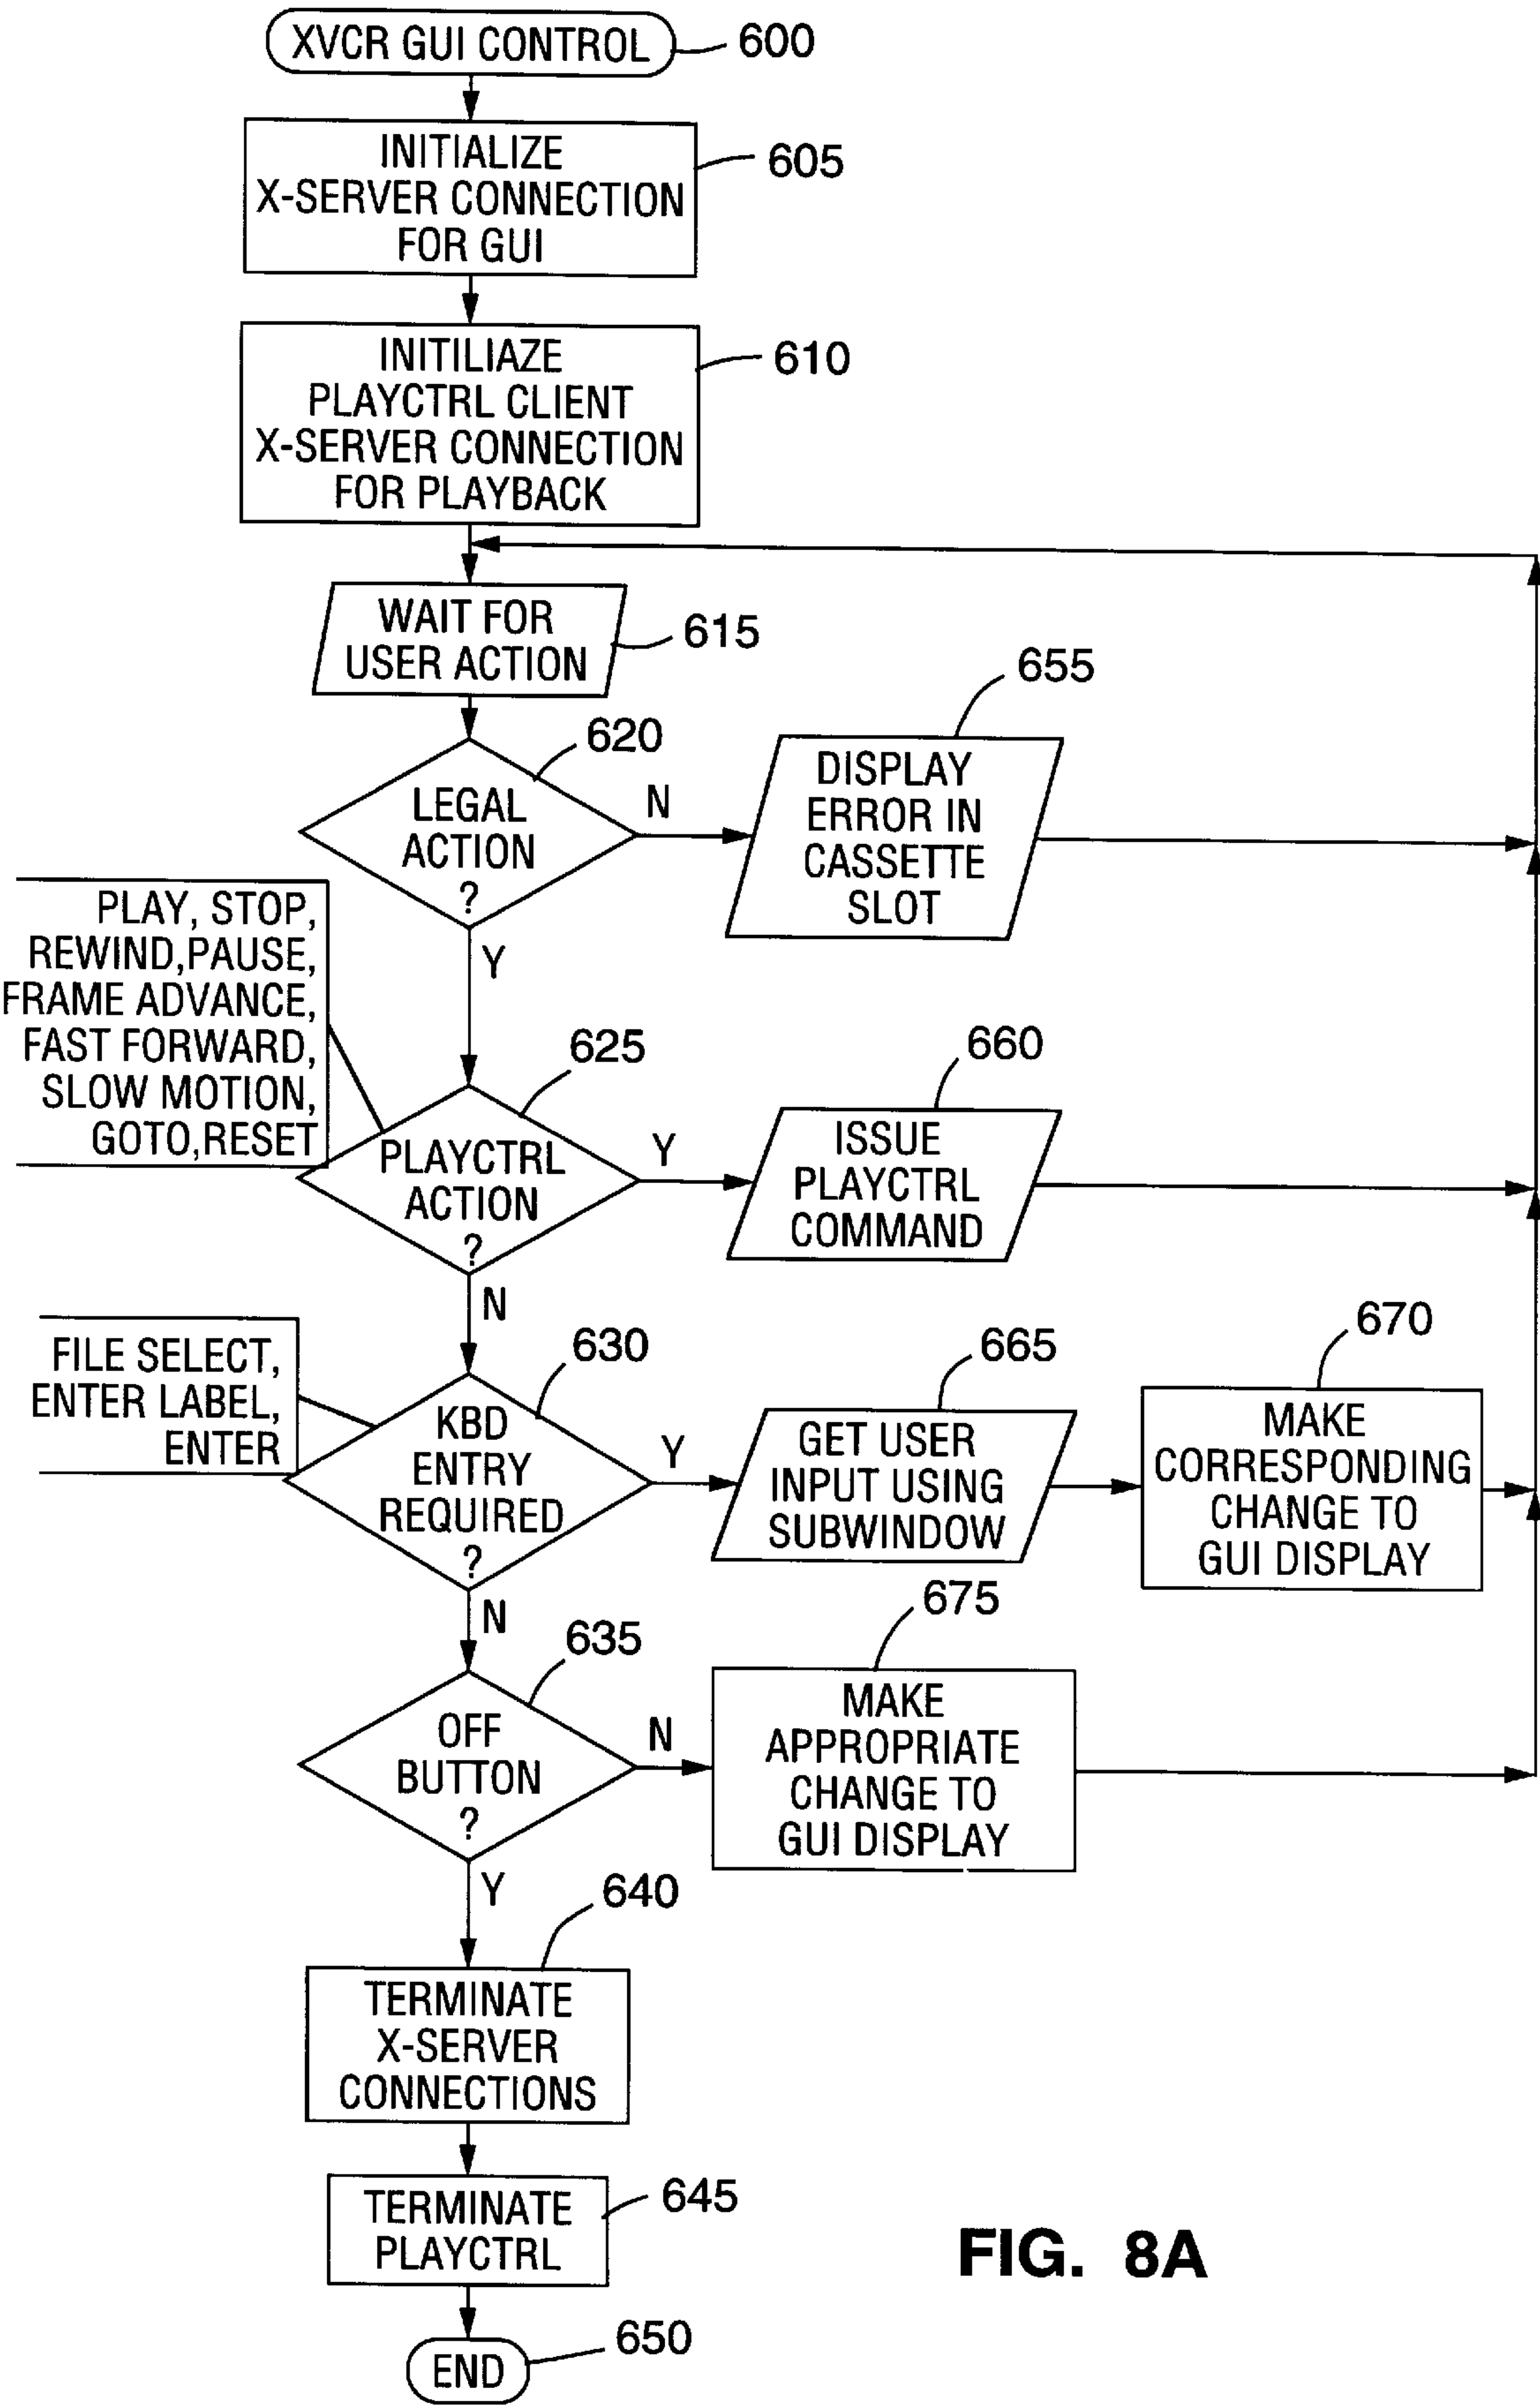 XVCR GUI CONTROL
600
INITIALIZE
X-SERVER CONNECTION
FOR GUI
605
INITILIAZE
PLAYCTRL CLIENT
X-SERVER CONNECTION
FOR PLAYBACK
610
WAIT FOR
USER ACTION
615
LEGAL
ACTION
?
620
N
Y
DISPLAY
ERROR IN
CASSETTE
SLOT
655
PLAY, STOP,
REWIND,PAUSE,
FRAME ADVANCE,
FAST FORWARD,
SLOW MOTION,
GOTO,RESET
PLAYCTRL
ACTION
?
625
Y
N
ISSUE
PLAYCTRL
COMMAND
660
FILE SELECT,
ENTER LABEL,
ENTER
KBD
ENTRY
REQUIRED
?
630
Y
N
GET USER
INPUT USING
SUBWINDOW
665
MAKE
CORRESPONDING
CHANGE TO
GUI DISPLAY
670
OFF
BUTTON
?
635
N
Y
MAKE
APPROPRIATE
CHANGE TO
GUI DISPLAY
675
TERMINATE
X-SERVER
CONNECTIONS
640
TERMINATE
PLAYCTRL
645
END
650
FIG. 8A